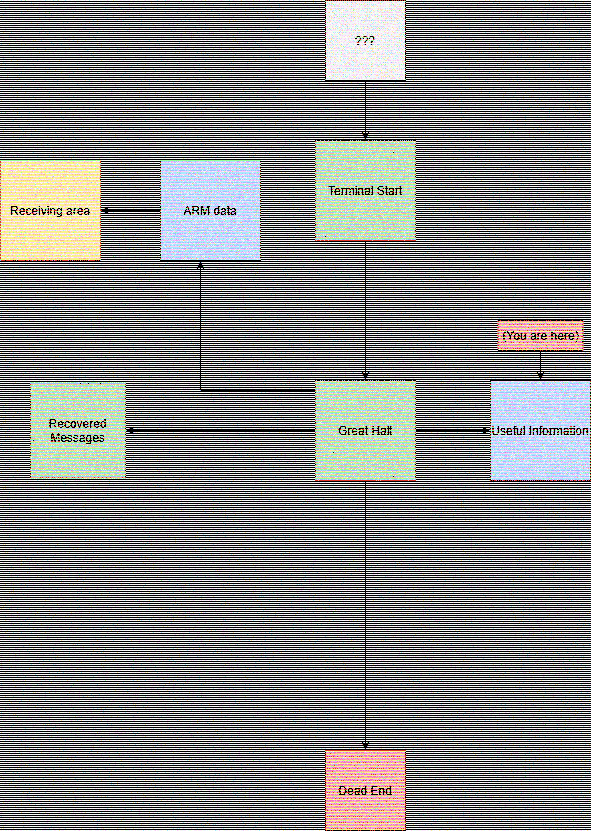 ???
Terminal Start
Receiving area
ARM data
(You are here)
Recovered
Messages
Great Hall
Useful Information
Dead End